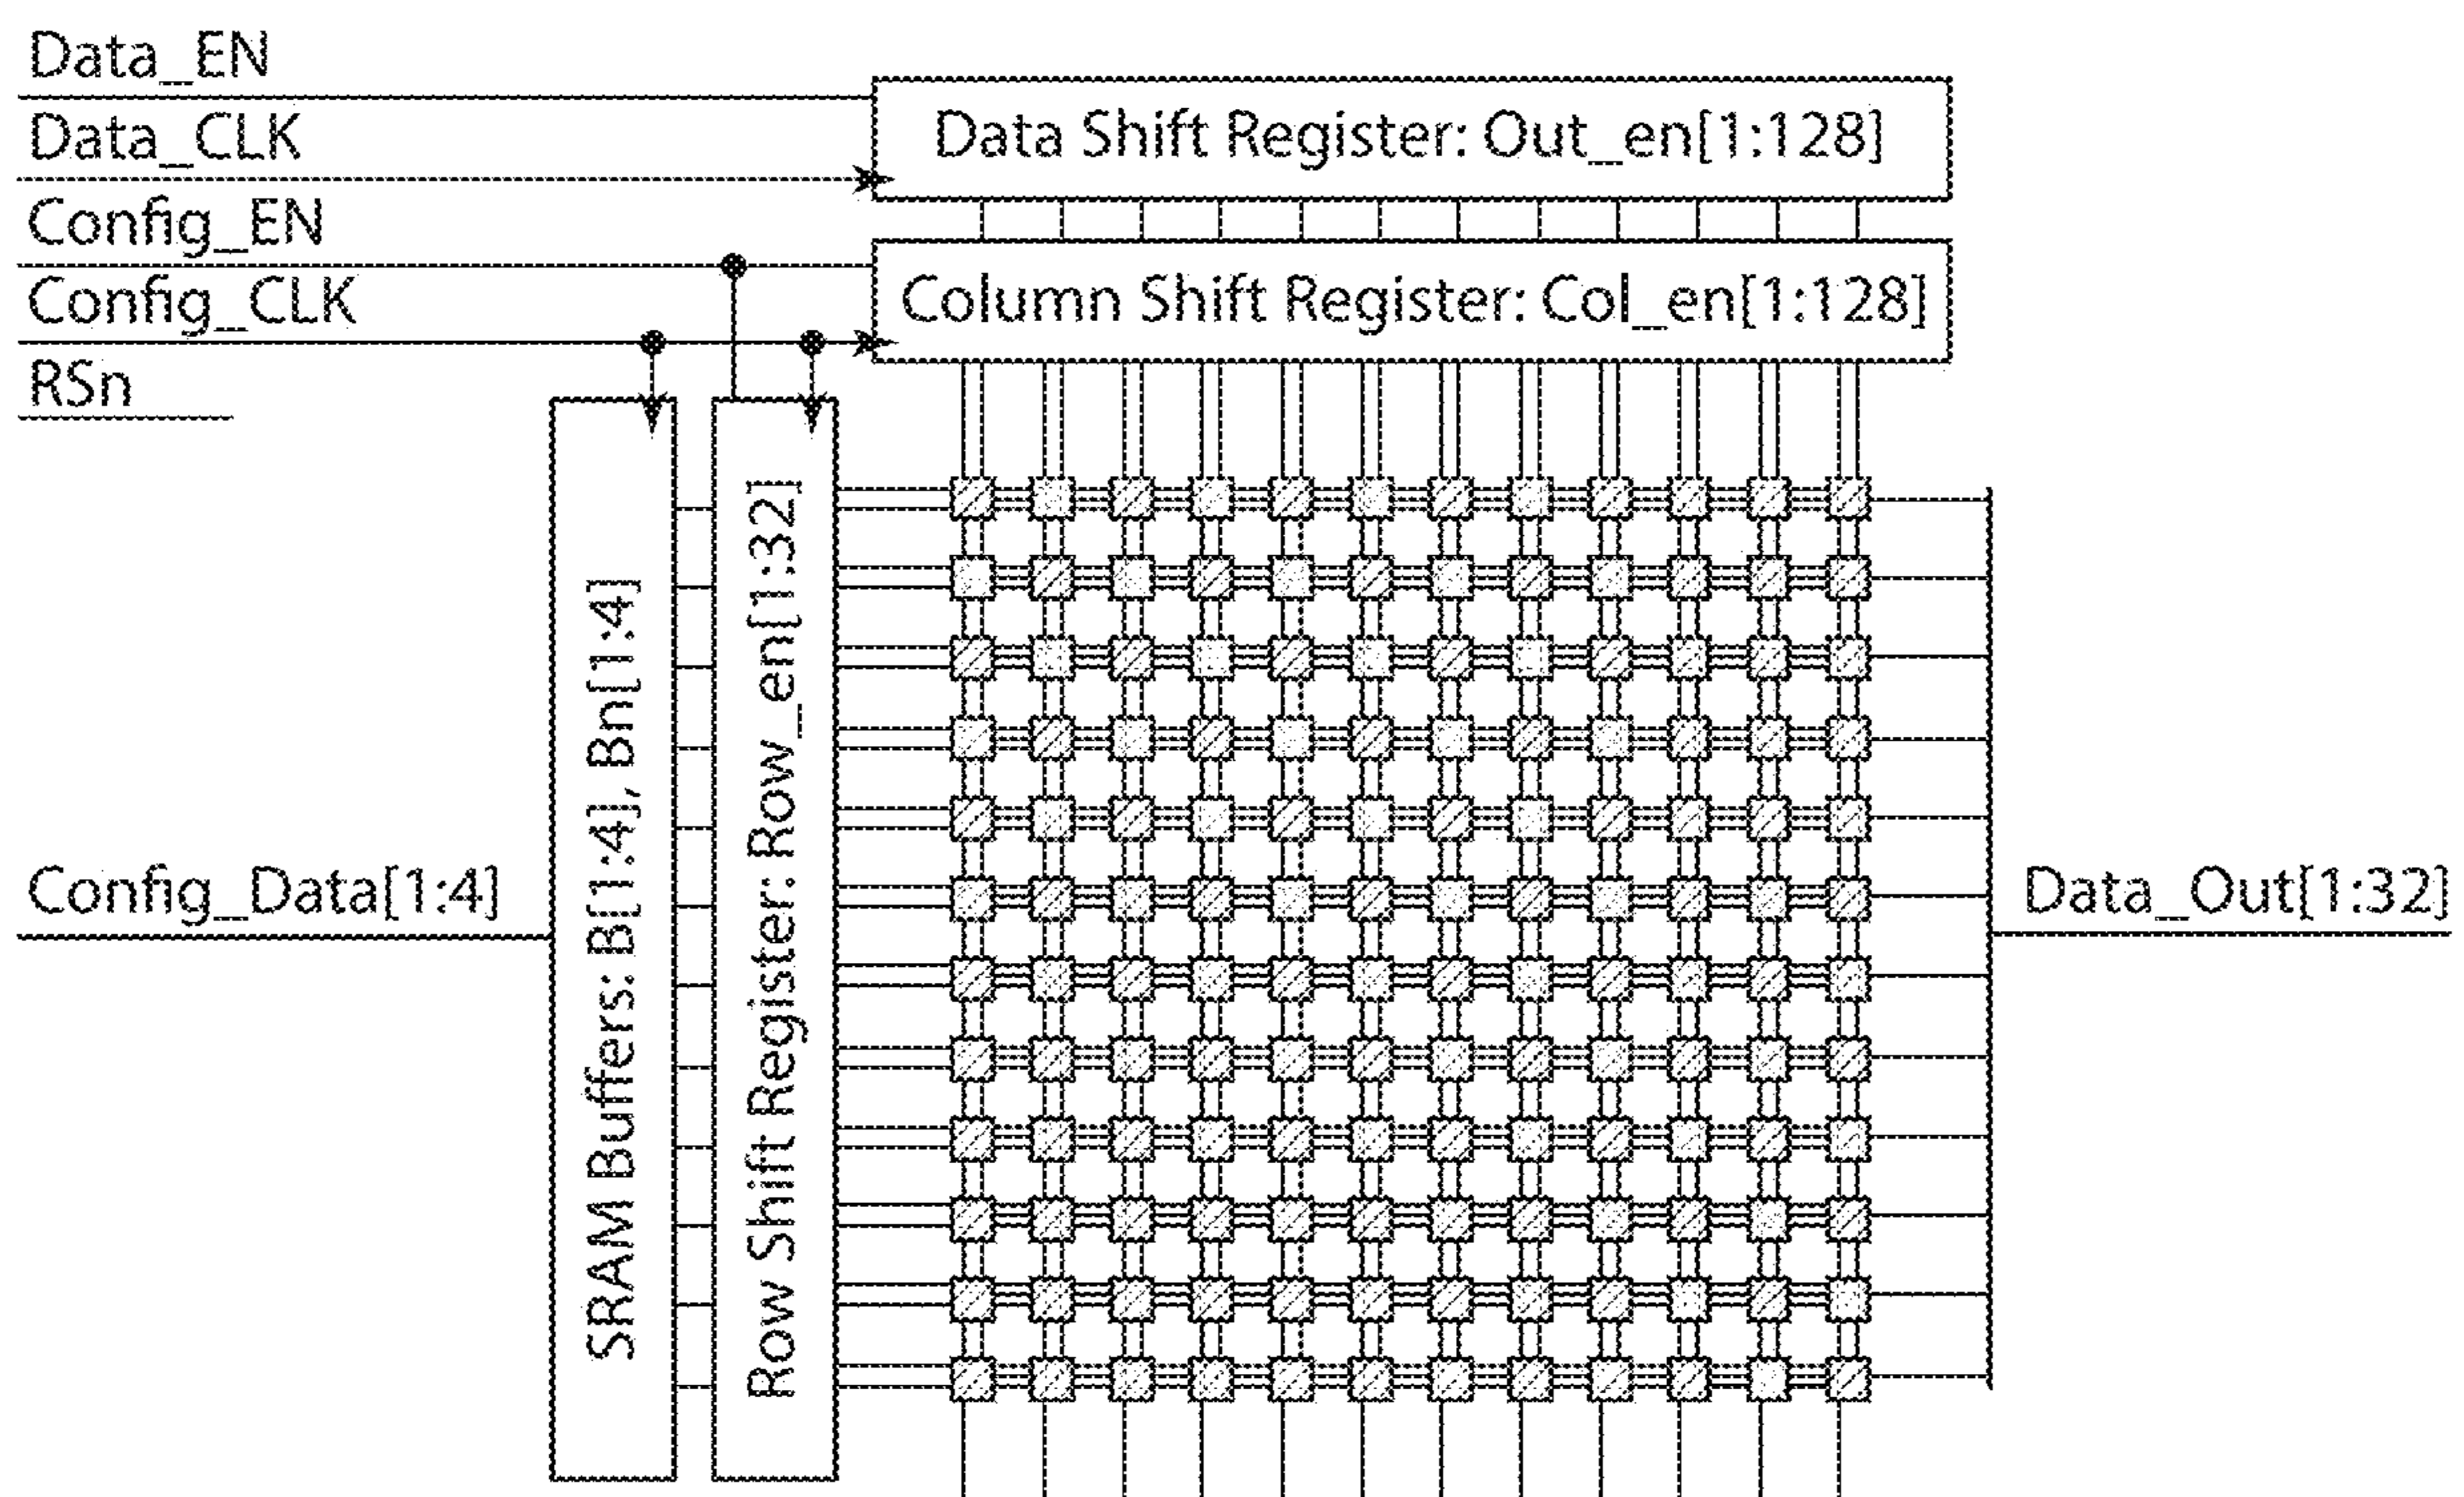 Data_EN
Data_CLK
Config_EN
Config_CLK
RSn
Data Shift Register: Out_en[1:128]
Column Shift Register: Col_en[1:128]
SRAM Buffers: B[1:4], Bn[1:4]
Row Shift Register: Row_en[1:32]
Config_Data[1:4]
Data_Out[1:32]